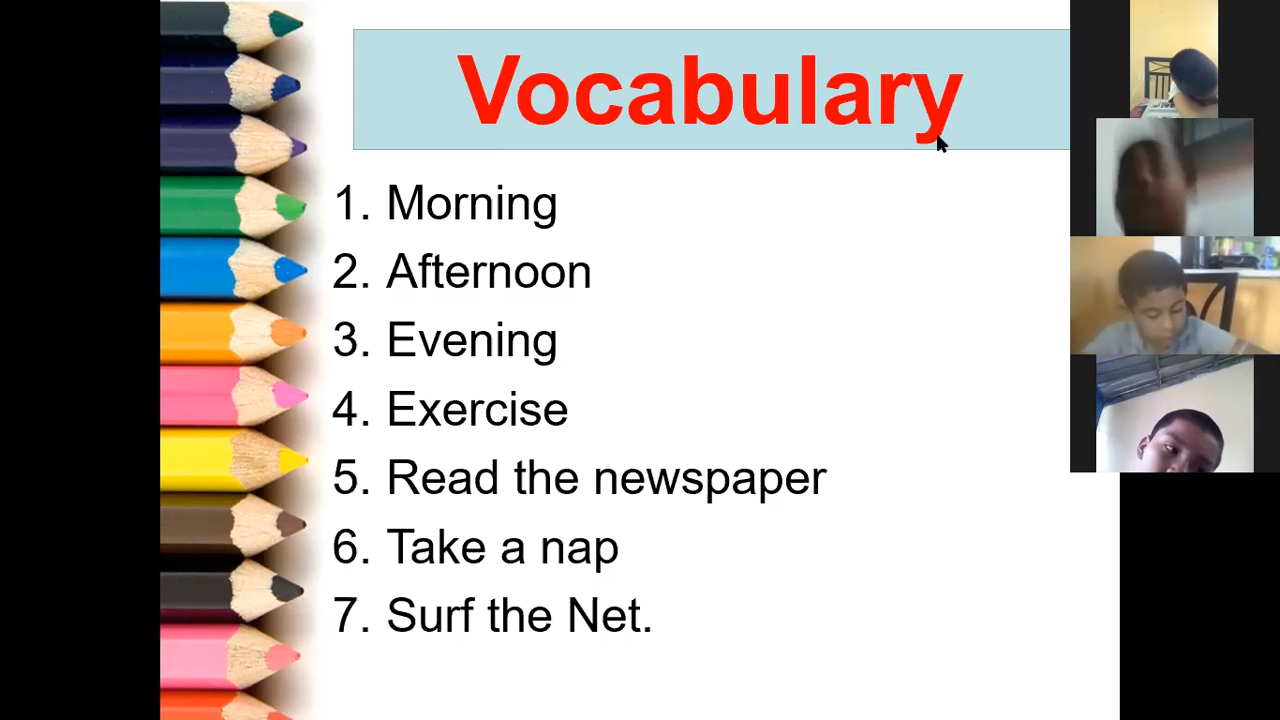 Vocabulary
1. Morning
2. Afternoon
3. Evening
4. Exercise
5. Read the newspaper
6. Take a nap
7. Surf the Net.